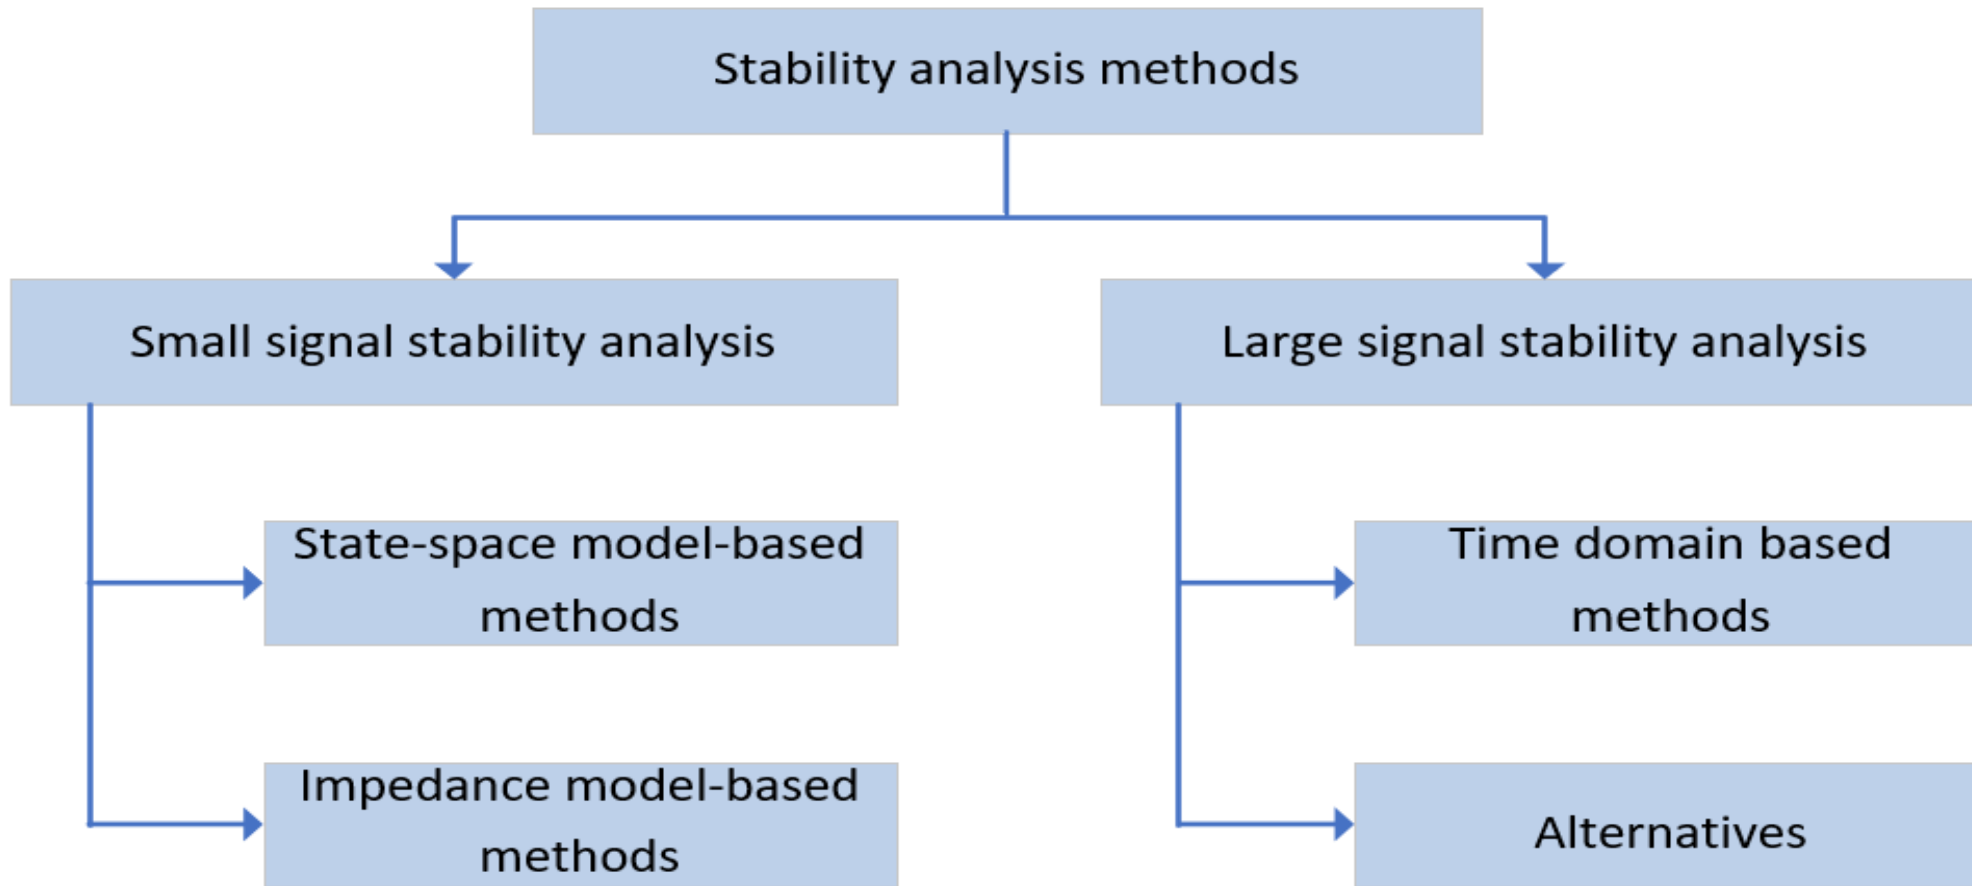 Stability analysis methods
Small signal stability analysis
Large signal stability analysis
State-space model-based
methods
Time domain based
methods
Impedance model-based
methods
Alternatives